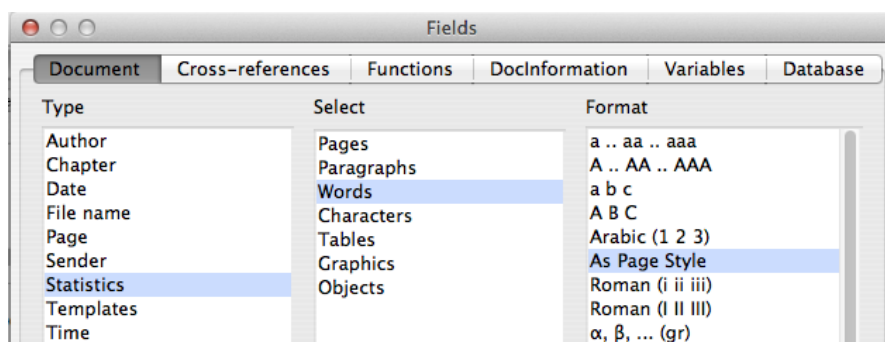 Fields
Document Cross-references Functions DocInformation Variables Database
Type Select Format
Author Pages a .. aa .. aaa
Chapter Paragraphs A .. AA .. AAA
Date Words a b c
File name Characters A B C
Page Tables Arabic (1 2 3)
Sender Graphics As Page Style
Statistics Objects Roman (i ii iii)
Templates Roman (I II III)
Time α, β, ... (gr)